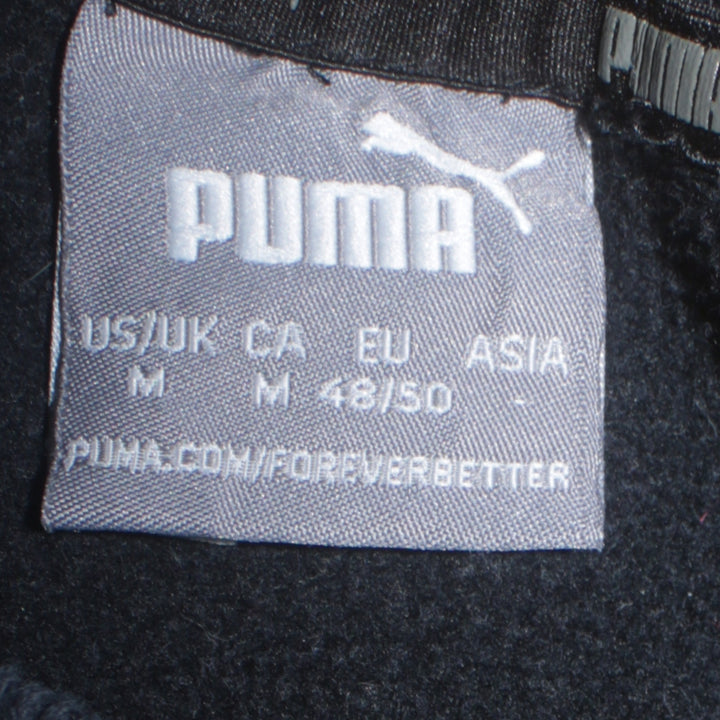 PUMA
PUMA
US/UK CA EU ASIA
M M 48/50 -
PUMA.COM/FOREVERBETTER